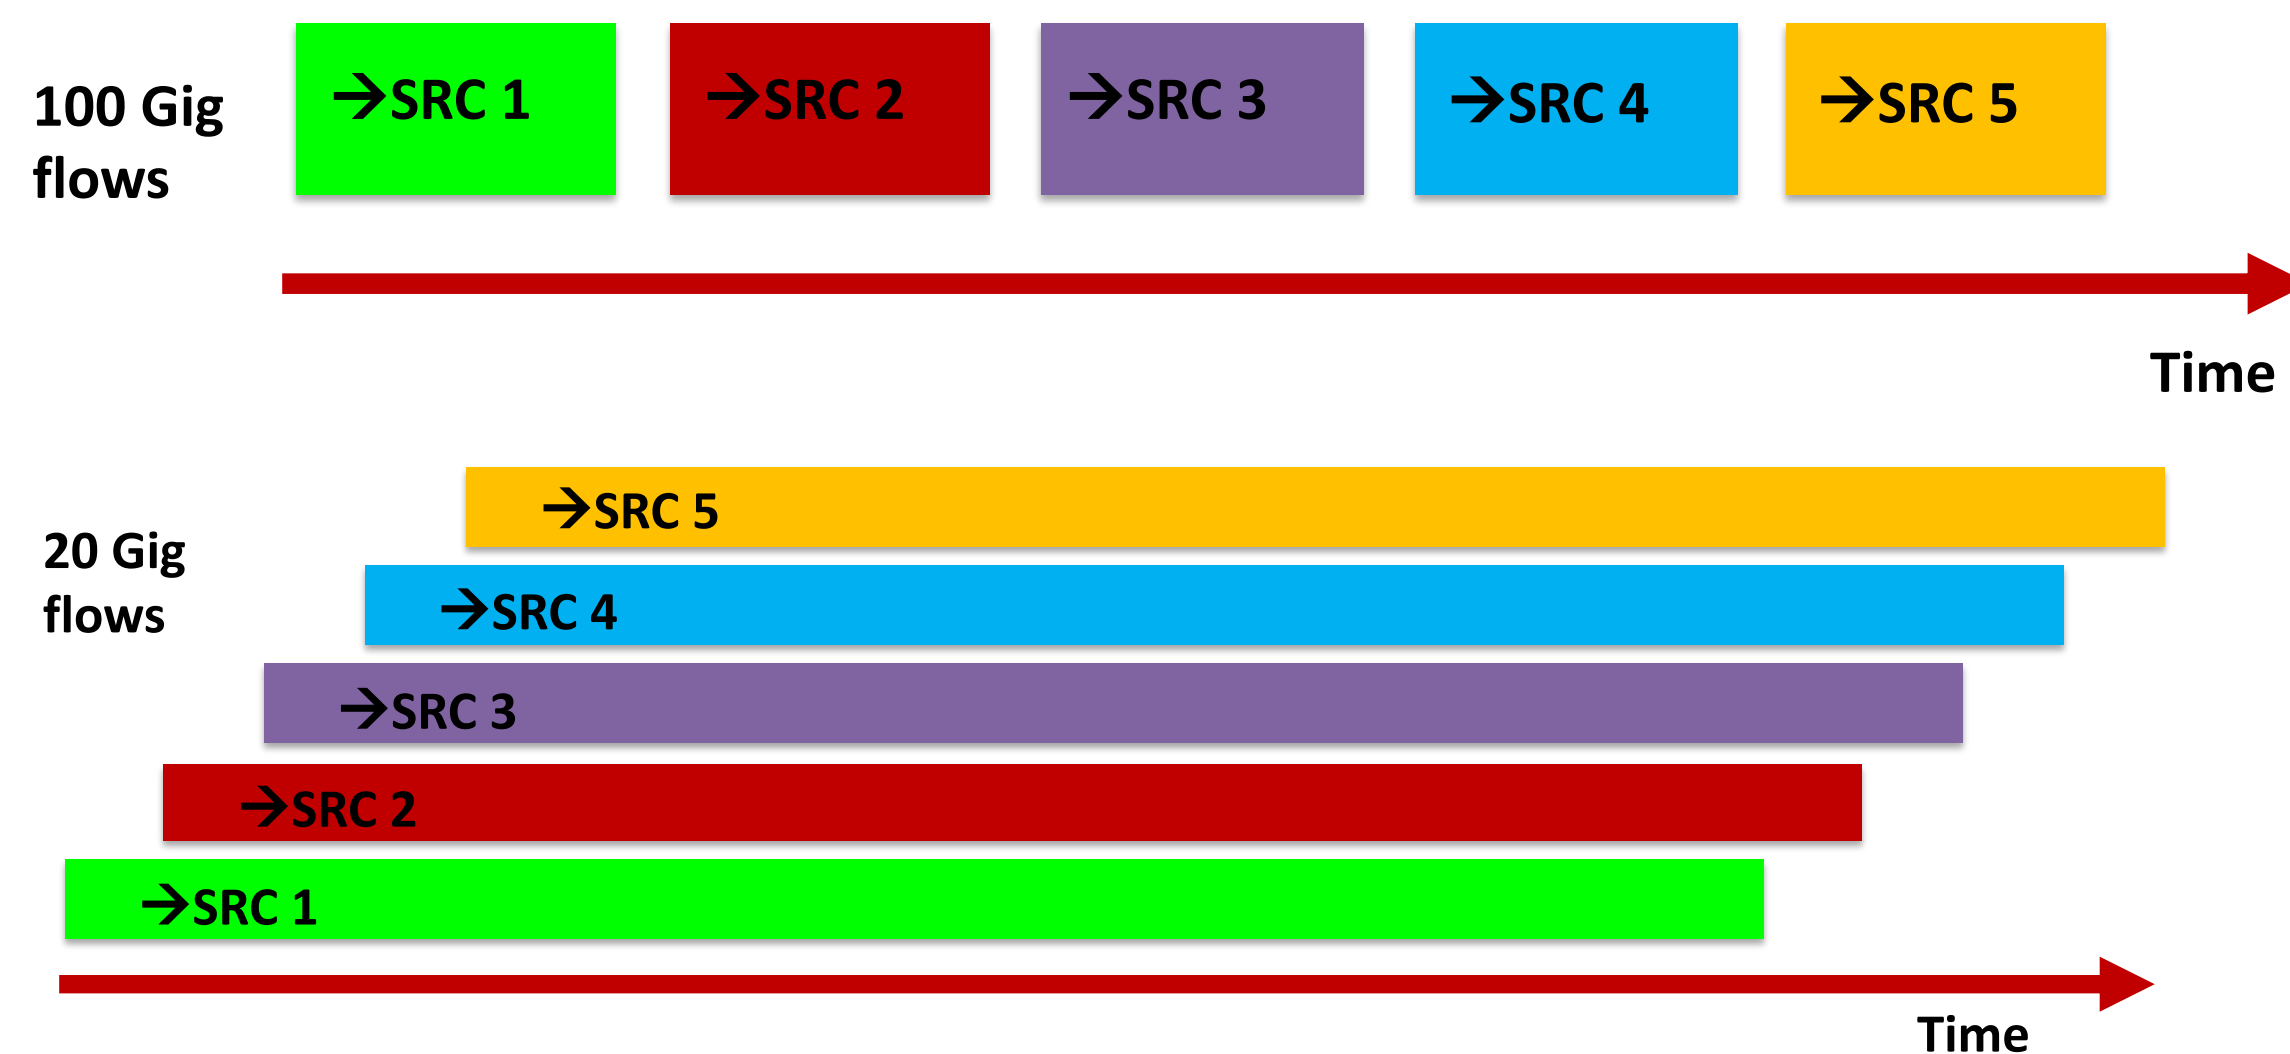 100 Gig
flows
→SRC 1
→SRC 2
→SRC 3
→SRC 4
→SRC 5
Time
20 Gig
flows
→SRC 5
→SRC 4
→SRC 3
→SRC 2
→SRC 1
Time